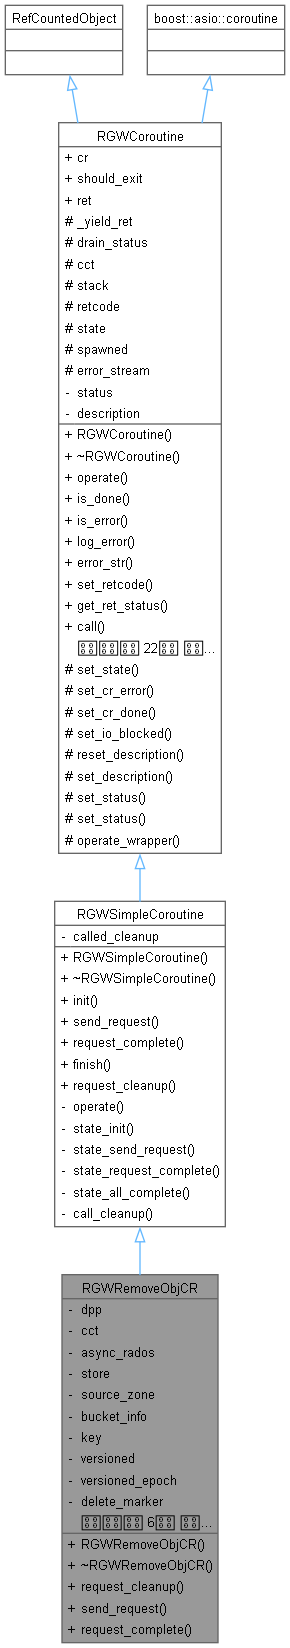 RefCountedObject
boost::asio::coroutine
RGWCoroutine
+ cr
+ should_exit
+ ret
# _yield_ret
# drain_status
# cct
# stack
# retcode
# state
# spawned
# error_stream
- status
- description
+ RGWCoroutine()
+ ~RGWCoroutine()
+ operate()
+ is_done()
+ is_error()
+ log_error()
+ error_str()
+ set_retcode()
+ get_ret_status()
+ call()
22 ...
# set_state()
# set_cr_error()
# set_cr_done()
# set_io_blocked()
# reset_description()
# set_description()
# set_status()
# set_status()
# operate_wrapper()
RGWSimpleCoroutine
- called_cleanup
+ RGWSimpleCoroutine()
+ ~RGWSimpleCoroutine()
+ init()
+ send_request()
+ request_complete()
+ finish()
+ request_cleanup()
- operate()
- state_init()
- state_send_request()
- state_request_complete()
- state_all_complete()
- call_cleanup()
RGWRemoveObjCR
- dpp
- cct
- async_rados
- store
- source_zone
- bucket_info
- key
- versioned
- versioned_epoch
- delete_marker
6 ...
+ RGWRemoveObjCR()
+ ~RGWRemoveObjCR()
+ request_cleanup()
+ send_request()
+ request_complete()